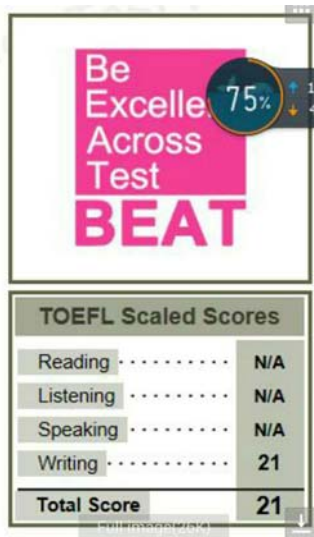 Be
Excelle
Across
Test
BEAT
75%
TOEFL Scaled Scores
Reading · · · · · · · · · · N/A
Listening · · · · · · · · · · N/A
Speaking · · · · · · · · · · N/A
Writing · · · · · · · · · · · 21
Total Score 21
Full Image(26K)